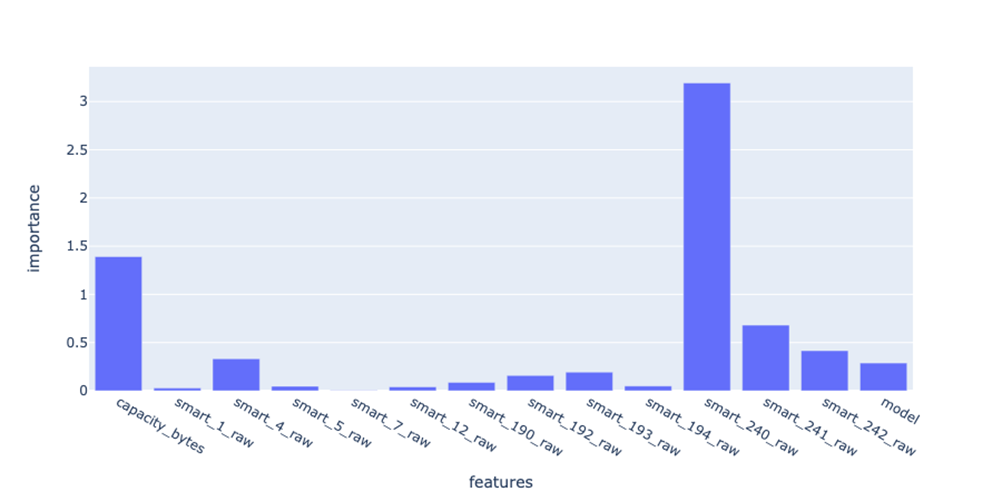 3
2.5
2
1.5
1
0.5
0
importance
capacity_bytes
smart_1_raw
smart_4_raw
smart_5_raw
smart_7_raw
smart_12_raw
smart_190_raw
smart_192_raw
smart_193_raw
smart_194_raw
smart_240_raw
smart_241_raw
smart_242_raw
model
features